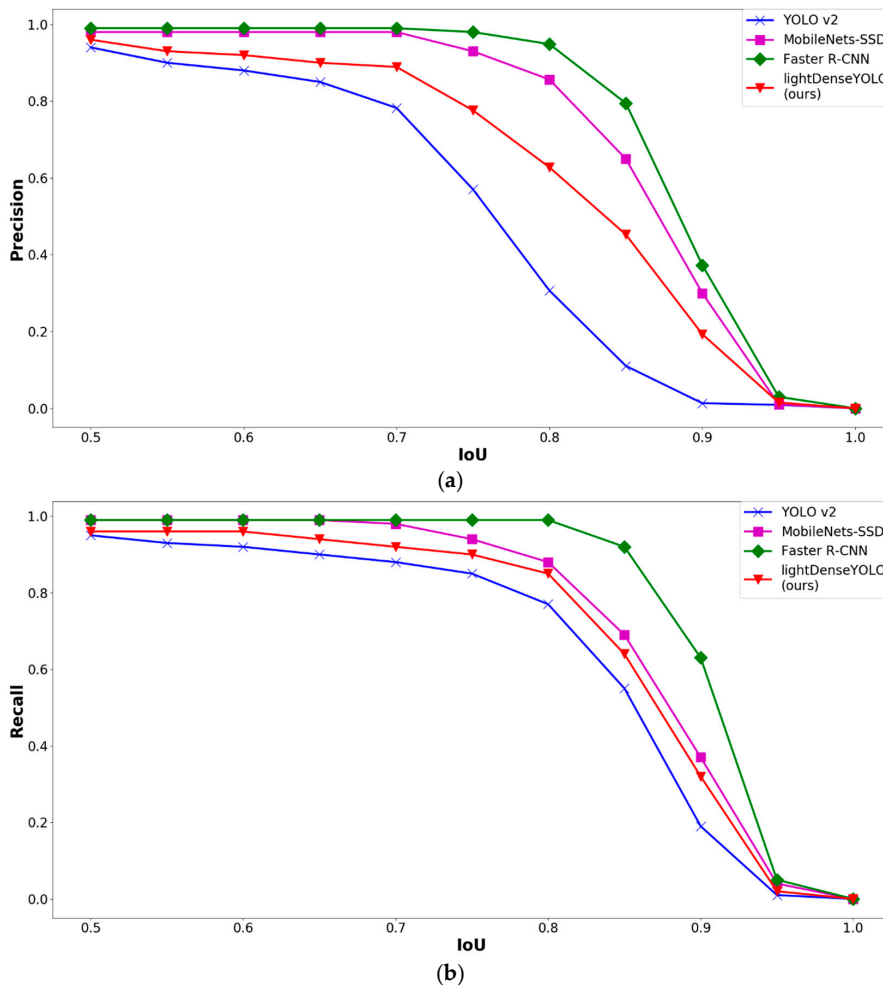 1.0
0.8
0.6
0.4
0.2
0.0
Precision
YOLO v2
MobileNets-SSD
Faster R-CNN
lightDenseYOLO
(ours)
0.5 0.6 0.7 0.8 0.9 1.0
IoU
(a)
1.0
0.8
0.6
0.4
0.2
0.0
Recall
YOLO v2
MobileNets-SSD
Faster R-CNN
lightDenseYOLO
(ours)
0.5 0.6 0.7 0.8 0.9 1.0
IoU
(b)